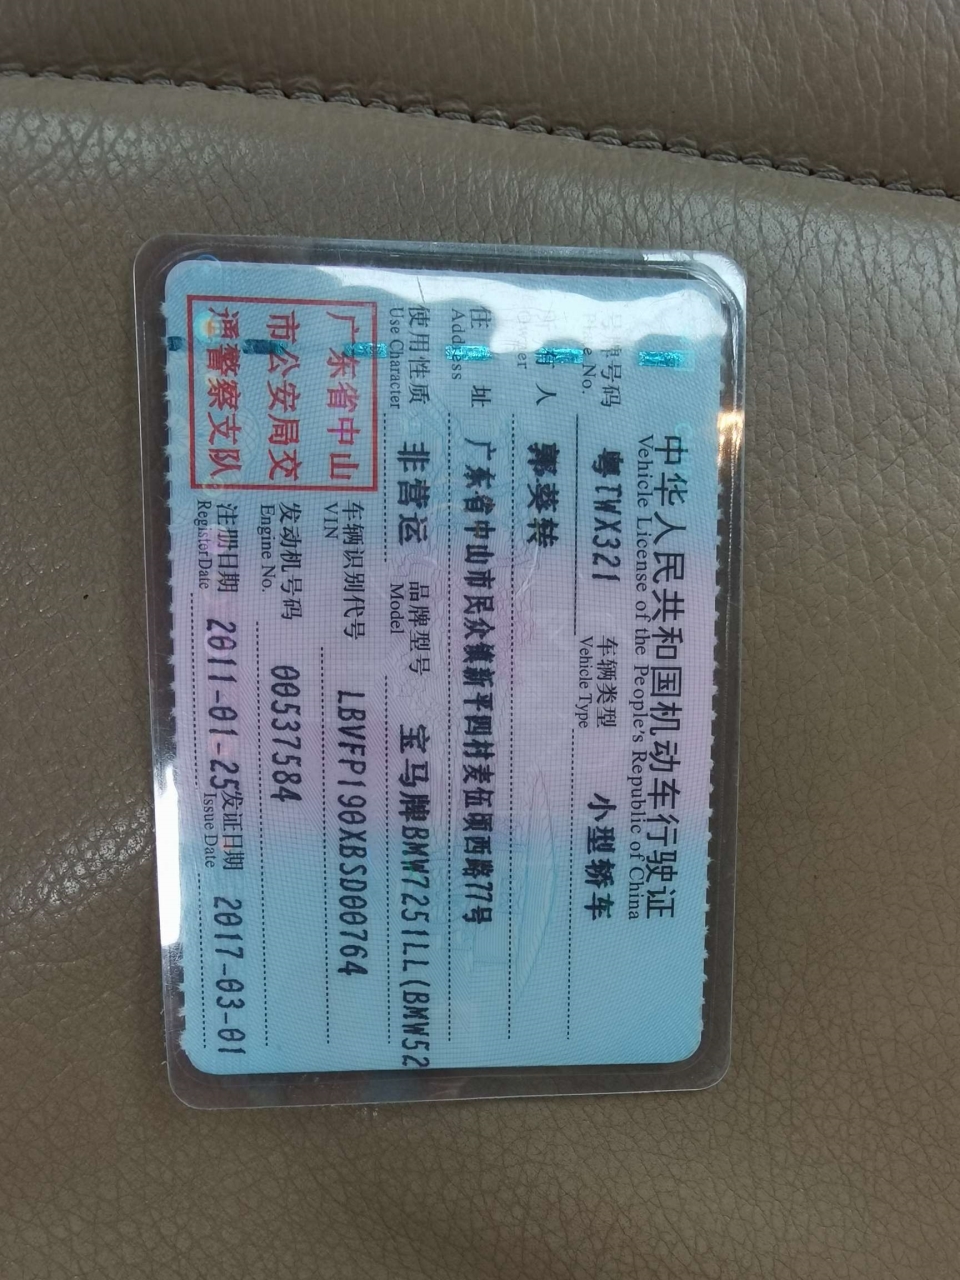 中华人民共和国机动车行驶证
Vehicle License of the People's Republic of China
号牌号码 粤TWX321 车辆类型 小型轿车
e No. Vehicle Type
所有人 郭葵转
Owner
住址 广东省中山市民众镇新平四村麦伍顷西路77号
Address
使用性质 非营运 品牌型号 宝马牌BMW7251LL(BMW52
Use Character Model
广东省中山
市公安局交
通警察支队
车辆识别代号 LBVFP190XBSD00764
VIN
发动机号码 00537584
Engine No.
注册日期 2011-01-25 发证日期 2017-03-01
Register Date Issue Date